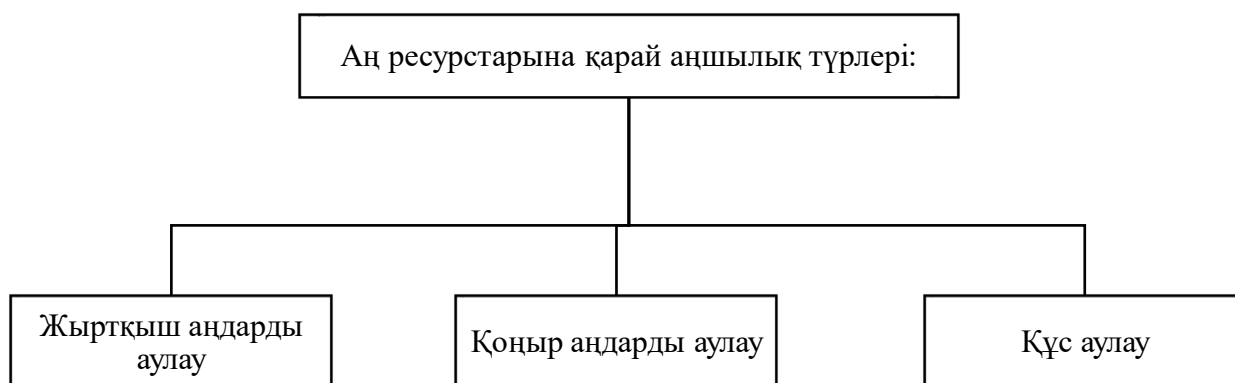 Аң ресурстарына қарай аңшылық түрлері:
Жыртқыш аңдарды
аулау
Қоңыр аңдарды аулау
Құс аулау